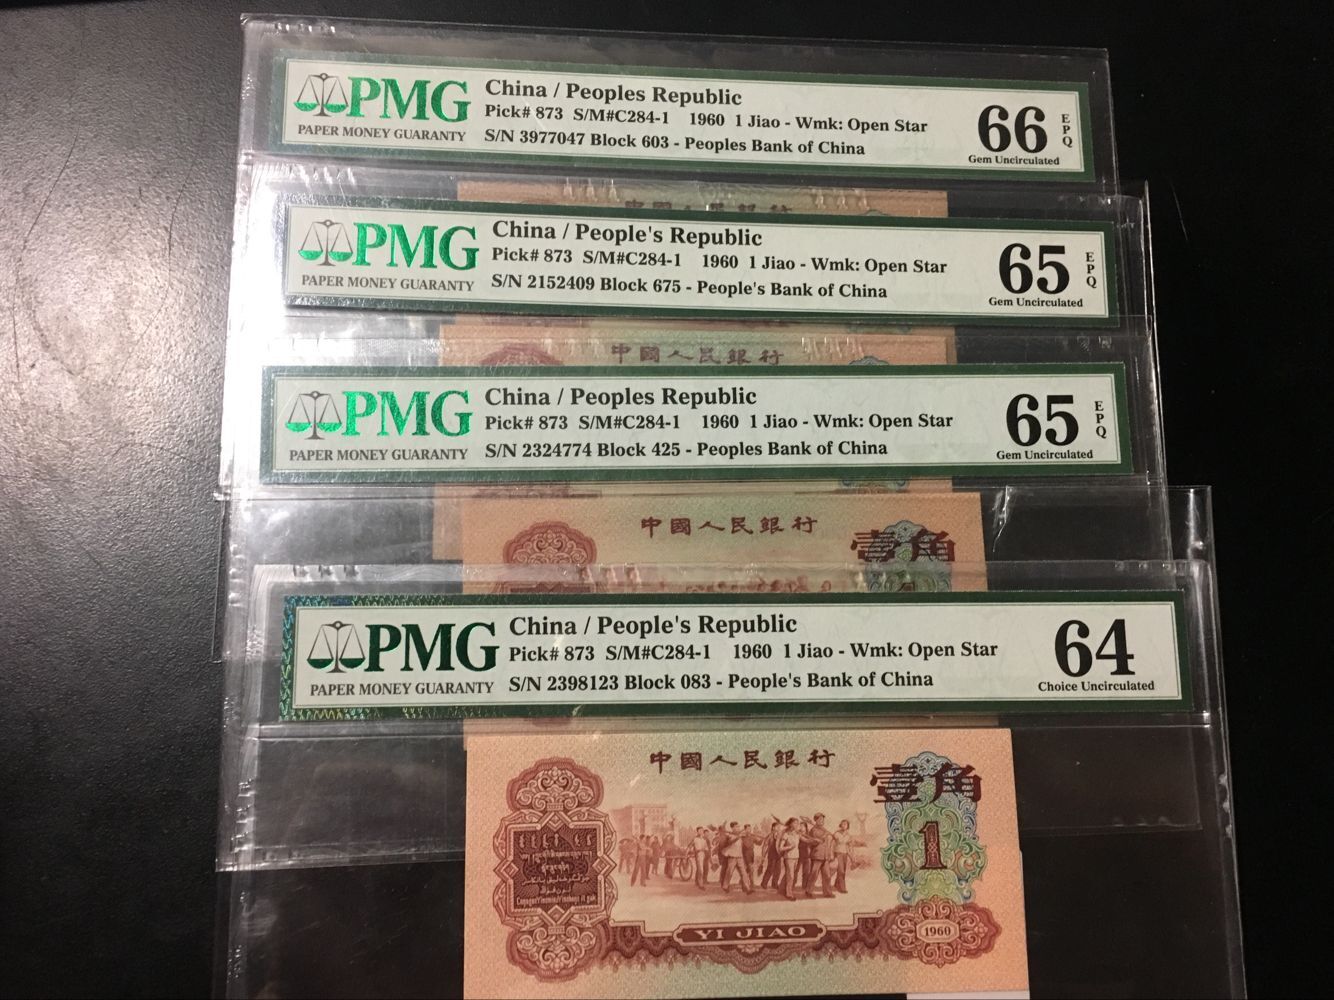 PMG
PAPER MONEY GUARANTY
China / Peoples Republic
Pick# 873 S/M#C284-1 1960 1 Jiao - Wmk: Open Star
S/N 3977047 Block 603 - Peoples Bank of China
66
EPQ
Gem Uncirculated
中國人民銀行
PMG
PAPER MONEY GUARANTY
China / People's Republic
Pick# 873 S/M#C284-1 1960 1 Jiao - Wmk: Open Star
S/N 2152409 Block 675 - People's Bank of China
65
EPQ
Gem Uncirculated
中國人民銀行
PMG
PAPER MONEY GUARANTY
China / Peoples Republic
Pick# 873 S/M#C284-1 1960 1 Jiao - Wmk: Open Star
S/N 2324774 Block 425 - Peoples Bank of China
65
EPQ
Gem Uncirculated
中國人民銀行
壹角
PMG
PAPER MONEY GUARANTY
China / People's Republic
Pick# 873 S/M#C284-1 1960 1 Jiao - Wmk: Open Star
S/N 2398123 Block 083 - People's Bank of China
64
Choice Uncirculated
中國人民銀行
壹角
1
YI JIAO
1960